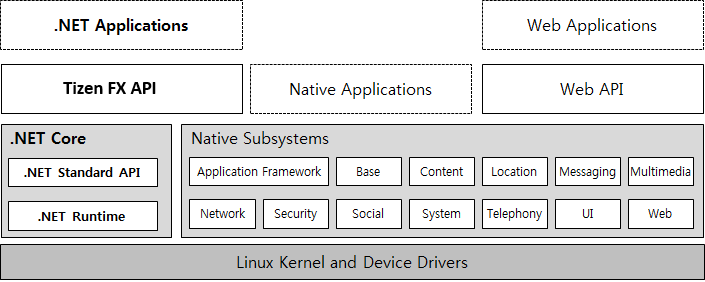 .NET Applications
Web Applications
Tizen FX API
Native Applications
Web API
.NET Core
Native Subsystems
.NET Standard API
Application Framework
Base
Content
Location
Messaging
Multimedia
.NET Runtime
Network
Security
Social
System
Telephony
UI
Web
Linux Kernel and Device Drivers